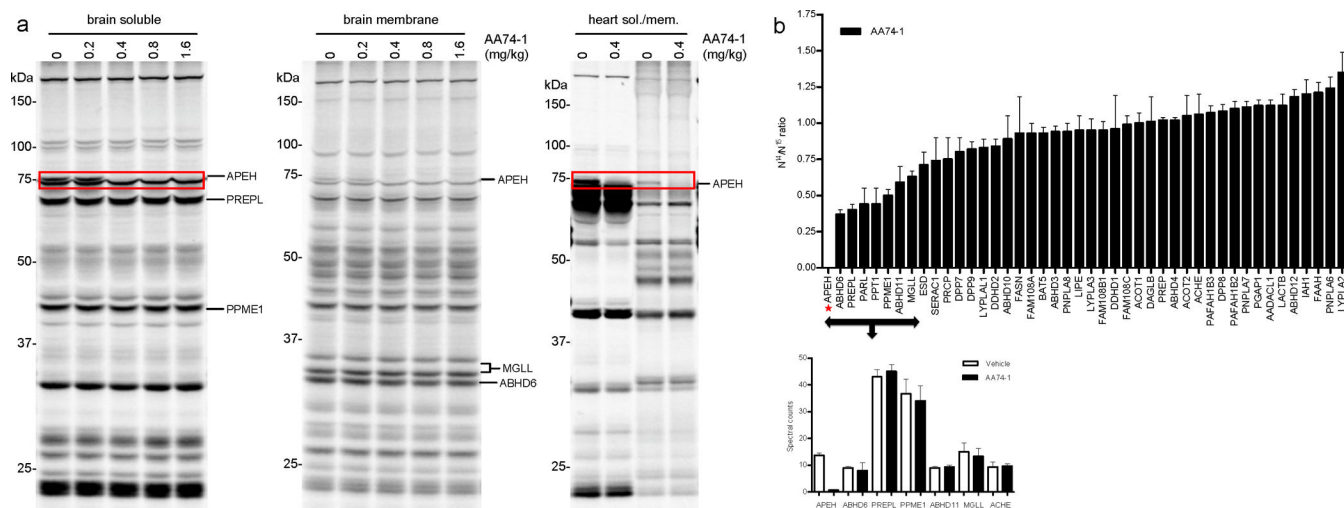 a
brain soluble
brain membrane
heart sol./mem.
0
0.2
0.4
0.8
1.6
0
0.2
0.4
0.8
1.6
AA74-1
(mg/kg)
0
0.4
0
0.4
AA74-1
(mg/kg)
kDa
150-
100-
75-
50-
37-
25-
APEH
PREPL
PPME1
kDa
150-
100-
75-
50-
37-
25-
APEH
MGLL
ABHD6
kDa
150-
100-
75-
50-
37-
25-
APEH
b
AA74-1
N14/N15 ratio
1.75
1.50
1.25
1.00
0.75
0.50
0.25
0.00
APEH
ABHD6
PREPL
PARL
PPT1
PPME1
ABHD11
MGLL
ESD
SERAC1
PRCP
DPP7
DPP9
LYPLAL1
DDHD2
ABHD10
FASN
FAM108A
BAT5
ABHD3
PNPLA8
LIPE
LYPLA3
FAM108B1
DDHD1
FAM108C
ACOT1
DAGLB
PREP
ABHD4
ACOT2
ACHE
PAFAH1B3
DPP8
PAFAH1B2
PNPLA7
PGAP1
AADACL1
LACTB
ABHD12
IAH1
FAAH
PNPLA6
LYPLA2
Vehicle
AA74-1
Spectral counts
50
40
30
20
10
0
APEH ABHD6 PREPL PPME1 ABHD11 MGLL ACHE